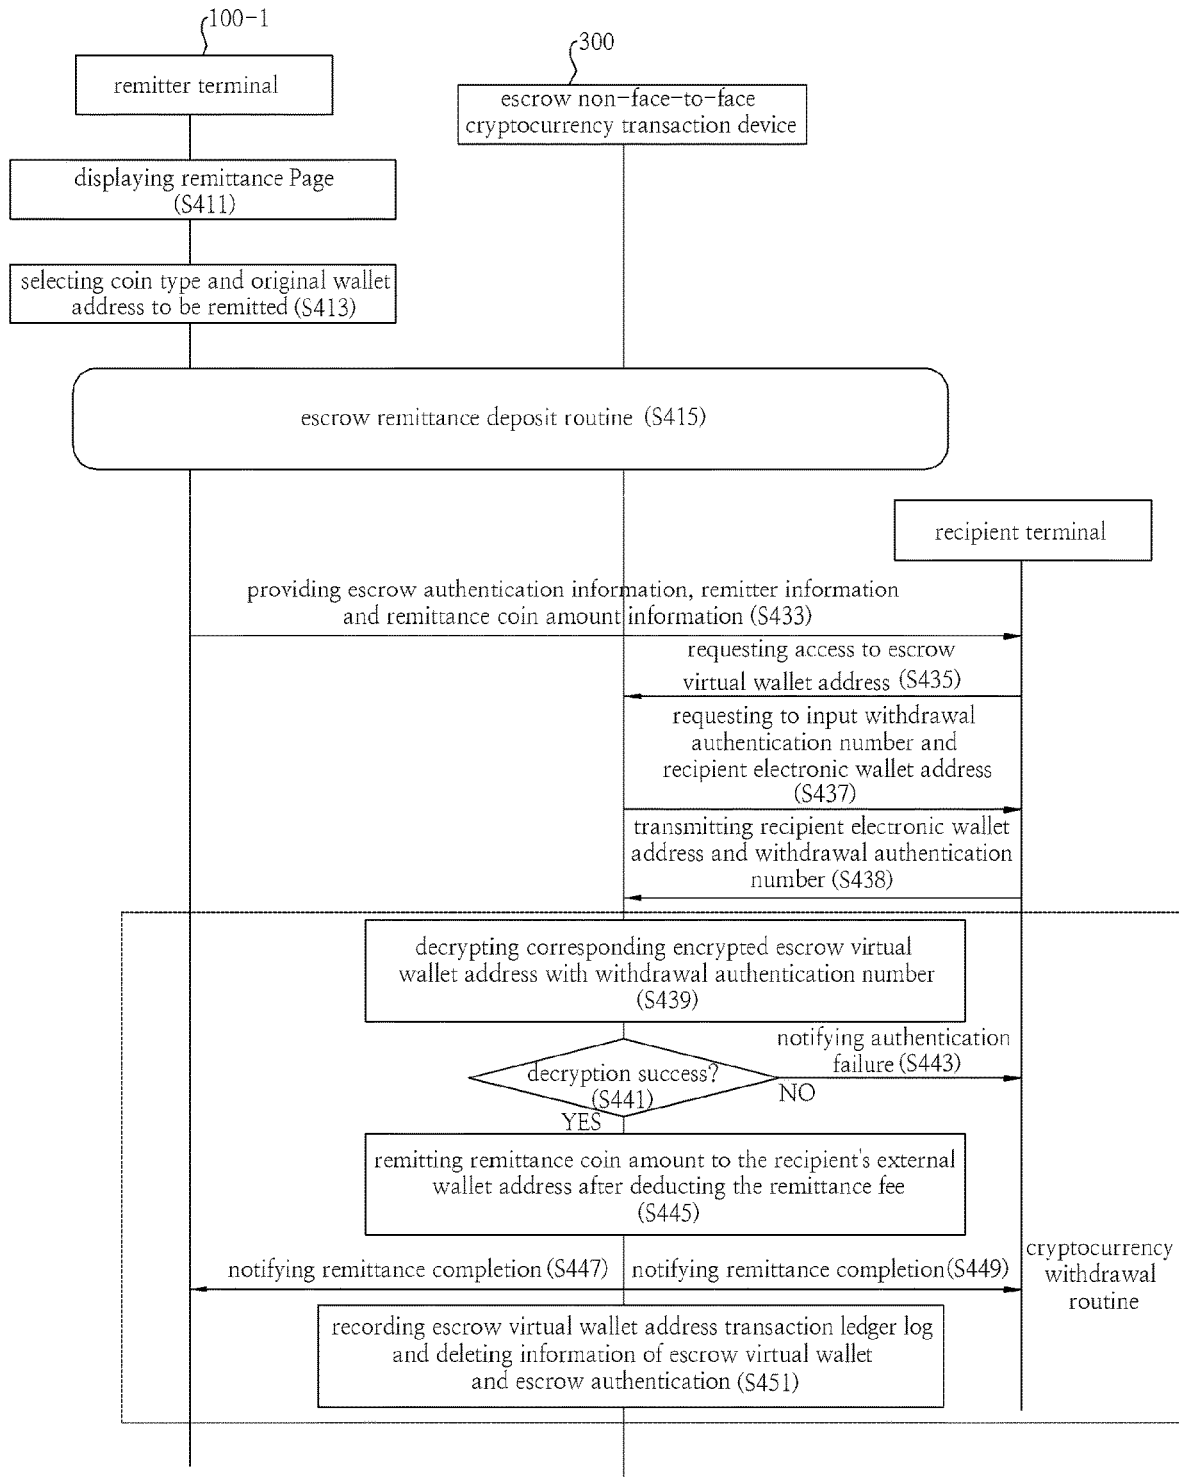 100-1
300
remitter terminal
escrow non-face-to-face
cryptocurrency transaction device
displaying remittance Page
(S411)
selecting coin type and original wallet
address to be remitted (S413)
escrow remittance deposit routine (S415)
recipient terminal
providing escrow authentication information, remitter information
and remittance coin amount information (S433)
requesting access to escrow
virtual wallet address (S435)
requesting to input withdrawal
authentication number and
recipient electronic wallet address
(S437)
transmitting recipient electronic wallet
address and withdrawal authentication
number (S438)
decrypting corresponding encrypted escrow virtual
wallet address with withdrawal authentication number
(S439)
notifying authentication
failure (S443)
decryption success?
(S441)
NO
YES
remitting remittance coin amount to the recipient's external
wallet address after deducting the remittance fee
(S445)
notifying remittance completion (S447)
notifying remittance completion (S449)
cryptocurrency
withdrawal
routine
recording escrow virtual wallet address transaction ledger log
and deleting information of escrow virtual wallet
and escrow authentication (S451)